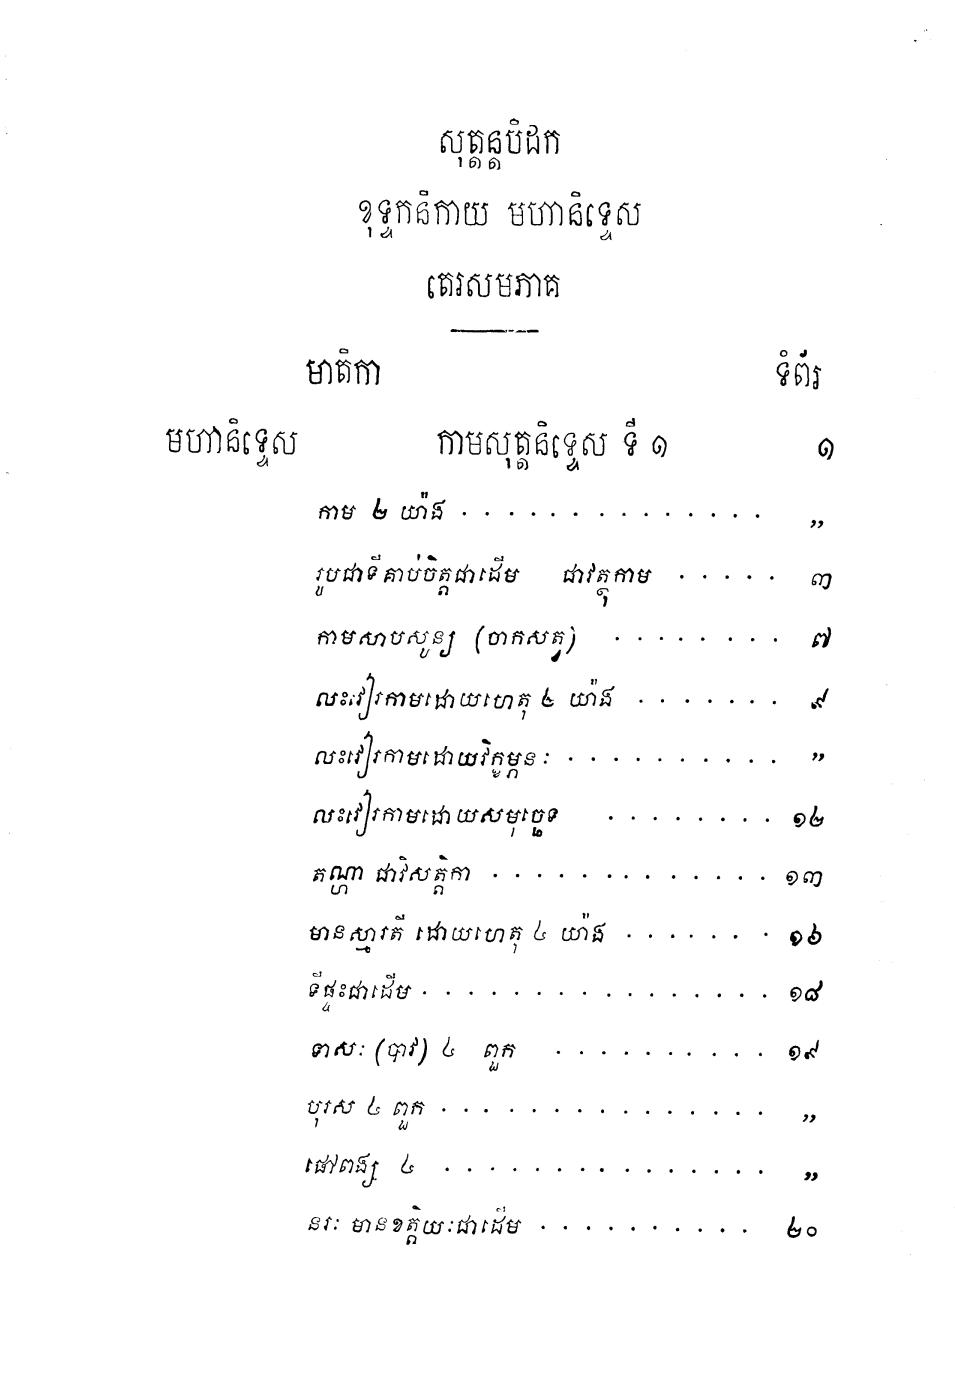 សុត្តន្តបិដក
ខុទ្ទកនិកាយ មហានិទ្ទេស
តេរសមភាគ
មាតិកា ទំព័រ
មហានិទ្ទេស កាមសុត្តនិទ្ទេស ទី ១ ១
កាម ២ យ៉ាង . . . . . . . . . . . . . . ,,
រូបជាទីគាប់ចិត្តជាដើម ជាវត្ថុកាម . . . . . ៣
កាមសាបសូន្យ (ចាកសត្វ) . . . . . . . . ៧
លះវៀរកាមដោយហេតុ ២ យ៉ាង . . . . . . . ៩
លះវៀរកាមដោយវិក្ខម្ភនៈ . . . . . . . . . . ,,
លះវៀរកាមដោយសមុច្ឆេទ . . . . . . . . ១២
តណ្ហា ជាវិសត្តិកា . . . . . . . . . . . . . ១៣
មានស្មារតី ដោយហេតុ ៤ យ៉ាង . . . . . . . ១៦
ទីផ្ទះជាដើម . . . . . . . . . . . . . . . . ១៨
ទាសៈ (បាវ) ៤ ពួក . . . . . . . . . . ១៩
បុរស ៤ ពួក . . . . . . . . . . . . . . . ,,
ផៅពង្ស ៤ . . . . . . . . . . . . . . . ,,
នរៈ មានខត្តិយៈជាដើម . . . . . . . . . . ២០